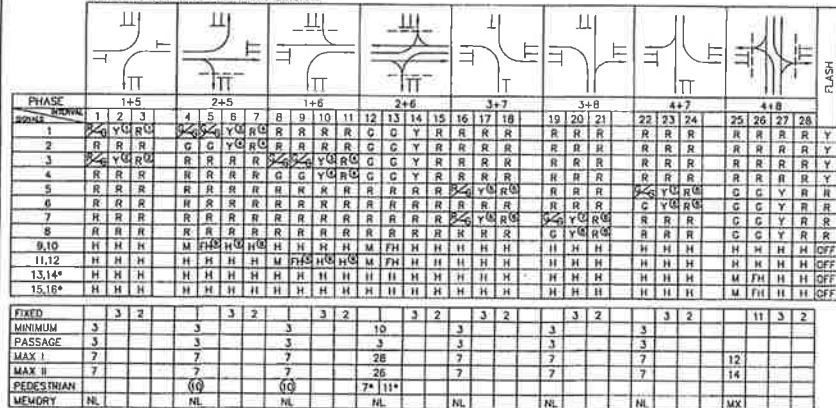 FLASH
PHASE 1+5 2+5 1+6 2+6 3+7 3+8 4+7 4+8
INTERVAL
SIGNALS 1 2 3 4 5 6 7 8 9 10 11 12 13 14 15 16 17 18 19 20 21 22 23 24 25 26 27 28
1 R/G Y R G/G G/G Y R R R R R G G Y R R R R R R R R R R R R R R Y
2 R R R G G Y R R R R R G G Y R R R R R R R R R R R R R R Y
3 R/G Y R R R R R G/G G/G Y R G G Y R R R R R R R R R R R R R R Y
4 R R R R R R R G G Y R G G Y R R R R R R R R R R R R R R Y
5 R R R R R R R R R R R R R R R R/G Y R R R R G/G Y R G G Y R R
6 R R R R R R R R R R R R R R R R R R R R R G Y R G G Y R R
7 R R R R R R R R R R R R R R R R/G Y R G/G Y R R R R G G Y R R
8 R R R R R R R R R R R R R R R R R R G Y R R R R G G Y R R
9,10 H H H M FH H H H H H H M FH H H H H H H H H H H H H H H H OFF
11,12 H H H H H H H M FH H H M FH H H H H H H H H H H H H H H H OFF
13,14* H H H H H H H H H H H H H H H H H H H H H H H H M FH H H OFF
15,16* H H H H H H H H H H H H H H H H H H H H H H H H M FH H H OFF
FIXED 3 2 3 2 3 2 3 2 3 2 3 2 3 2 11 3 2
MINIMUM 3 3 3 10 3 3 3
PASSAGE 3 3 3 3 3 3 3
MAX I 7 7 7 28 7 7 7 12
MAX II 7 7 7 26 7 7 7 14
PEDESTRIAN 10 10 7* 11*
MEMORY NL NL NL NL NL NL NL MX